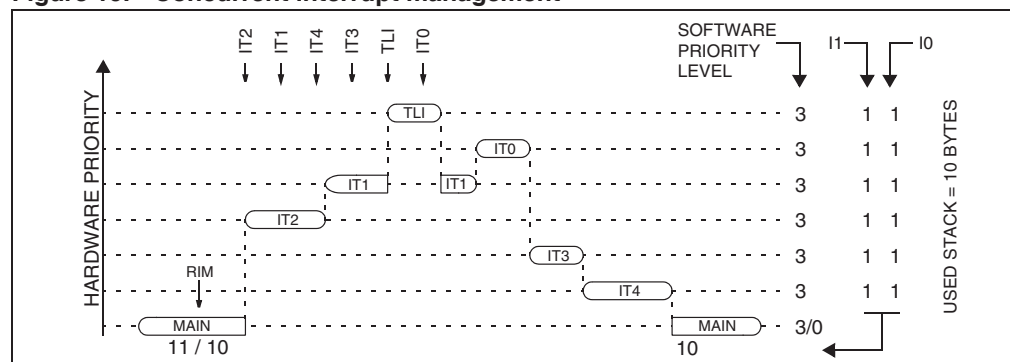 Figure 16. Concurrent interrupt management
IT2
IT1
IT4
IT3
TLI
IT0
SOFTWARE
PRIORITY
LEVEL
I1
I0
HARDWARE PRIORITY
USED STACK = 10 BYTES
TLI
3
1 1
IT0
3
1 1
IT1
IT1
3
1 1
IT2
3
1 1
IT3
3
1 1
RIM
IT4
3
1 1
MAIN
MAIN
3/0
11 / 10
10